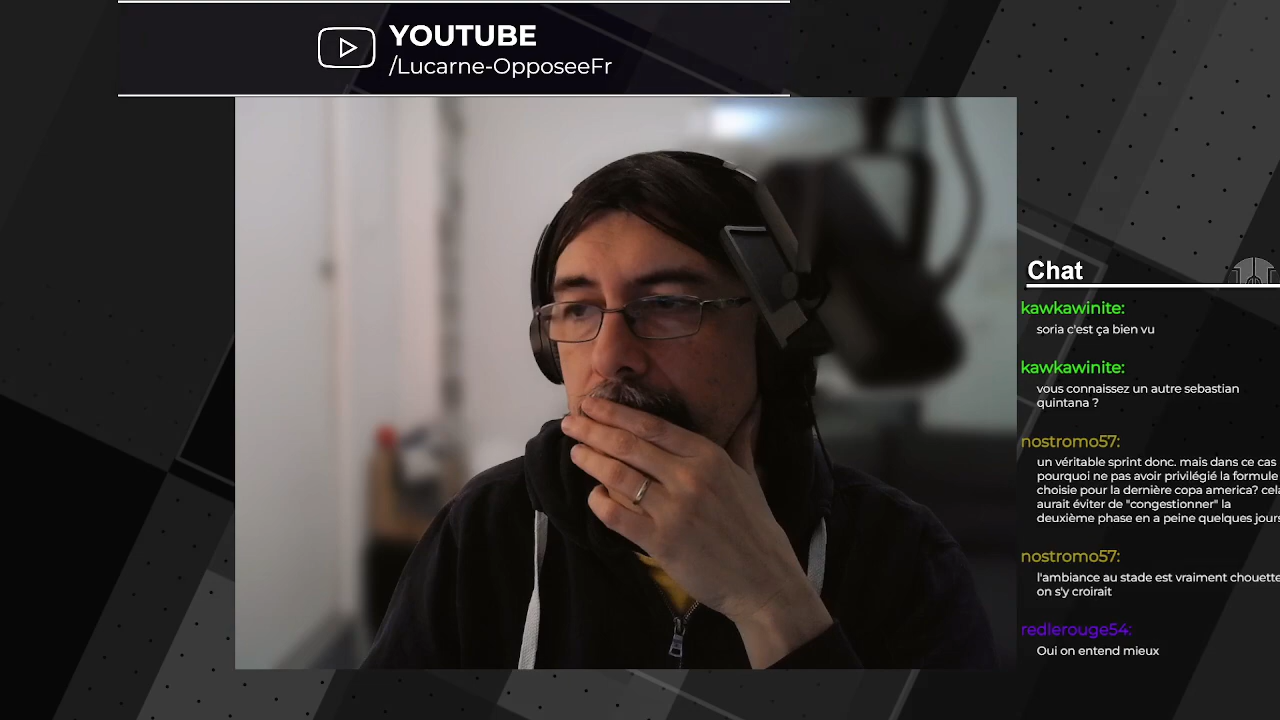 YOUTUBE
/Lucarne-OpposeeFr
Chat
kawkawinite:
soria c'est ça bien vu
kawkawinite:
vous connaissez un autre sebastian
quintana ?
nostromo57:
un véritable sprint donc. mais dans ce cas
pourquoi ne pas avoir privilégié la formule
choisie pour la dernière copa america? cela
aurait éviter de "congestionner" la
deuxième phase en a peine quelques jours
nostromo57:
l'ambiance au stade est vraiment chouette
on s'y croirait
redlerouge54:
Oui on entend mieux